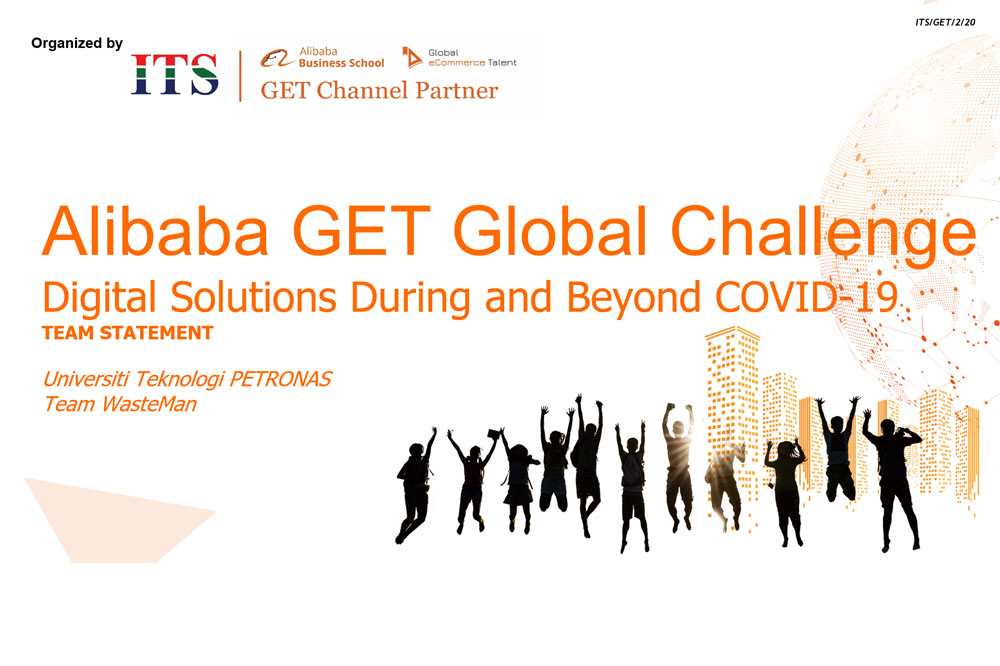 ITS/GET/2/20
Organized by
ITS
Alibaba
Business School
Global
eCommerce Talent
GET Channel Partner
Alibaba GET Global Challenge
Digital Solutions During and Beyond COVID-19
TEAM STATEMENT
Universiti Teknologi PETRONAS
Team WasteMan